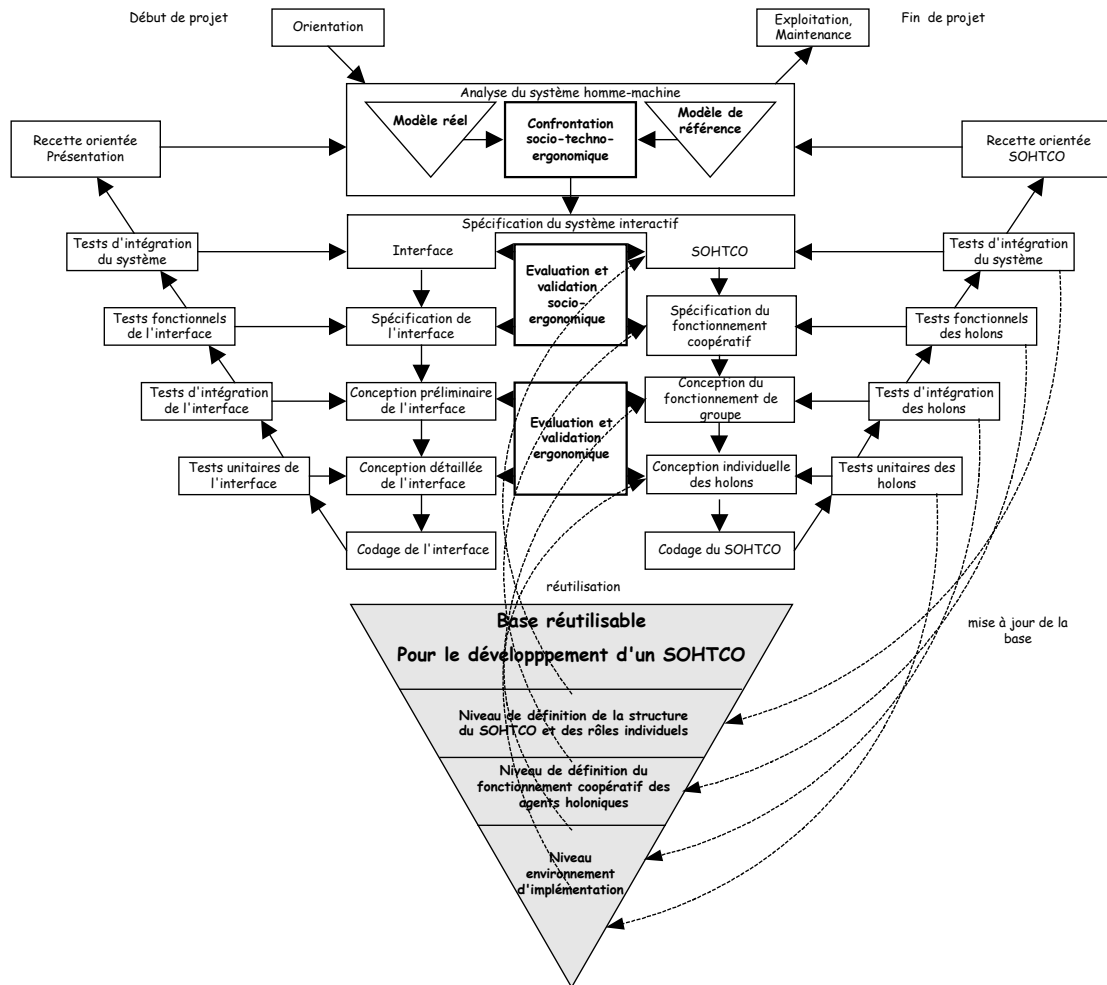 Début de projet
Orientation
Exploitation,
Maintenance
Fin de projet
Analyse du système homme-machine
Modèle réel
Confrontation
socio-techno-
ergonomique
Modèle de
référence
Recette orientée
Présentation
Recette orientée
SOHTCO
Spécification du système interactif
Interface
SOHTCO
Tests d'intégration
du système
Evaluation et
validation
socio-
ergonomique
Tests d'intégration
du système
Tests fonctionnels
de l'interface
Spécification de
l'interface
Spécification du
fonctionnement
coopératif
Tests fonctionnels
des holons
Tests d'intégration
de l'interface
Conception préliminaire
de l'interface
Evaluation et
validation
ergonomique
Conception du
fonctionnement de
groupe
Tests d'intégration
des holons
Tests unitaires de
l'interface
Conception détaillée
de l'interface
Conception individuelle
des holons
Tests unitaires des
holons
Codage de l'interface
Codage du SOHTCO
réutilisation
mise à jour de la
base
Base réutilisable
Pour le développpement d'un SOHTCO
Niveau de définition de la structure
du SOHTCO et des rôles individuels
Niveau de définition du
fonctionnement coopératif des
agents holoniques
Niveau
environnement
d'implémentation